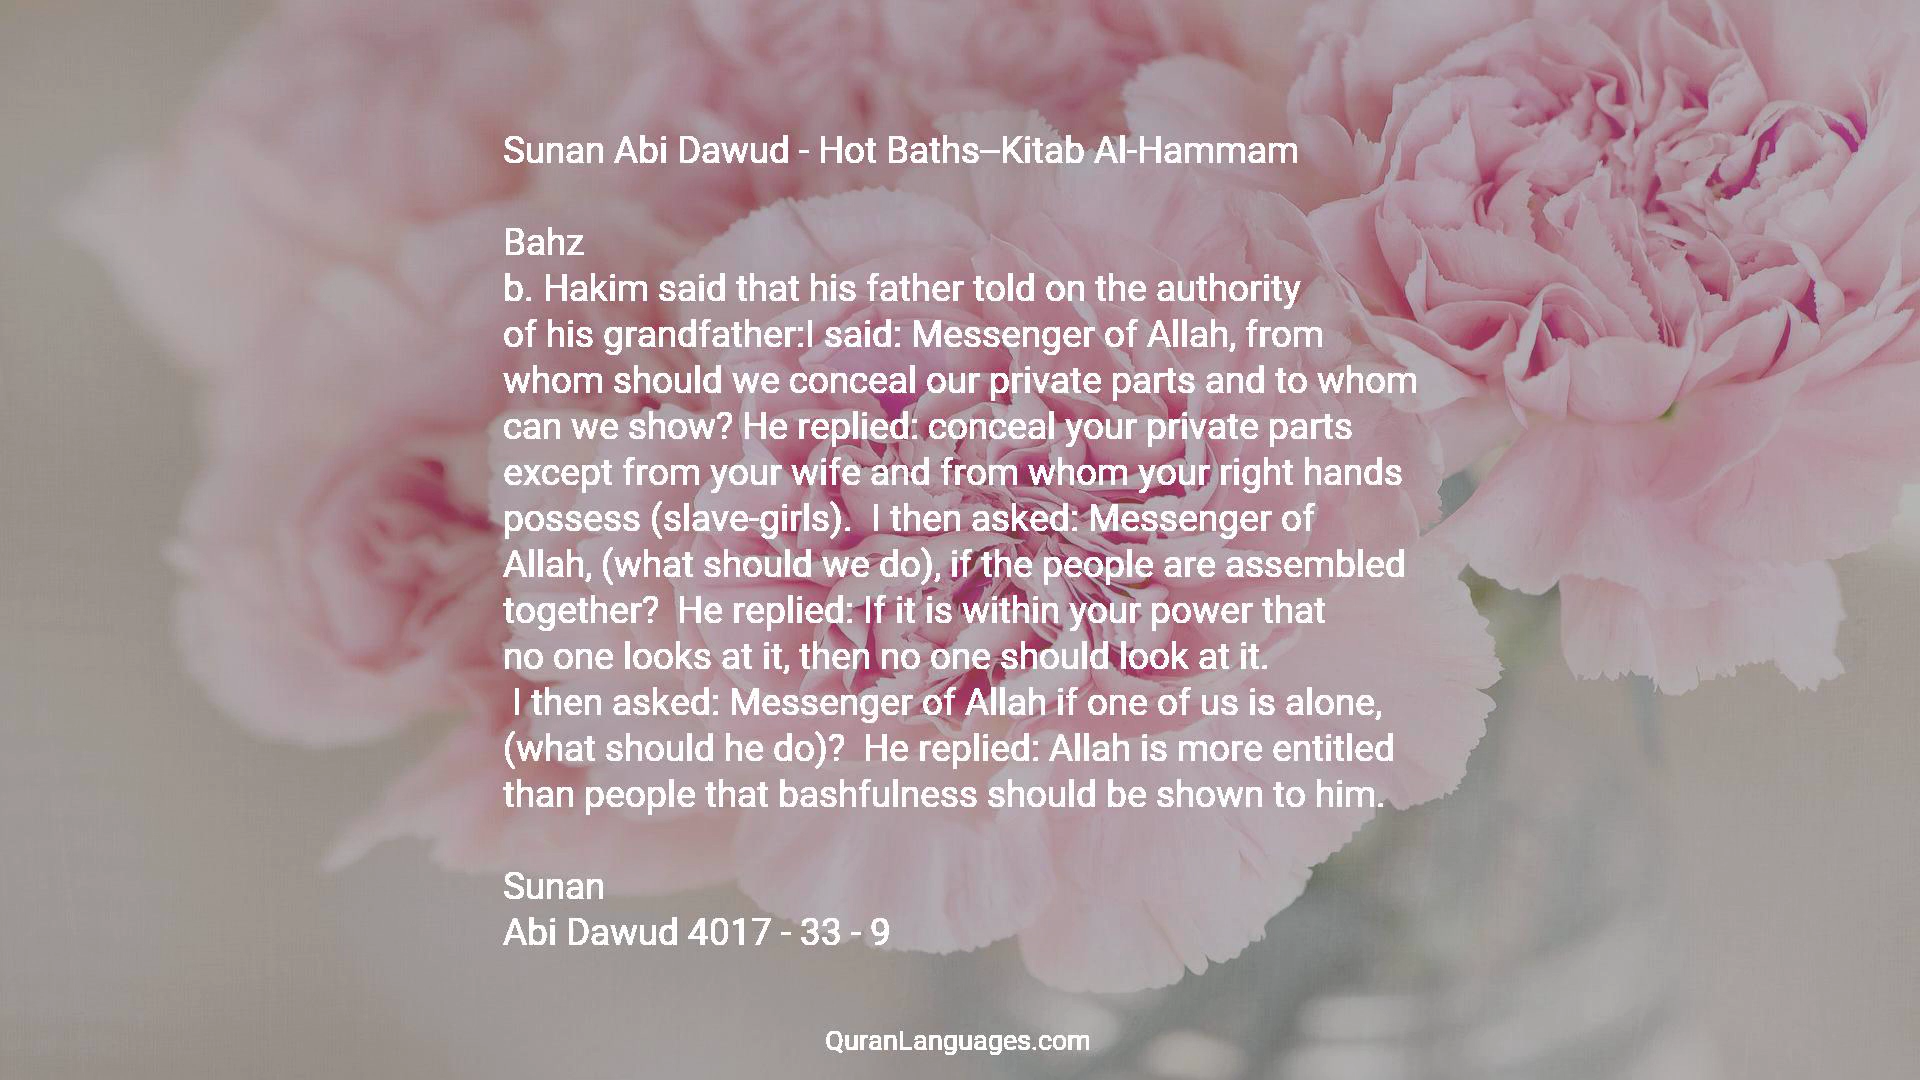 Sunan Abi Dawud - Hot Baths–Kitab Al-Hammam
Bahz
b. Hakim said that his father told on the authority
of his grandfather:I said: Messenger of Allah, from
whom should we conceal our private parts and to whom
can we show? He replied: conceal your private parts
except from your wife and from whom your right hands
possess (slave-girls).  I then asked: Messenger of
Allah, (what should we do), if the people are assembled
together?  He replied: If it is within your power that
no one looks at it, then no one should look at it.
I then asked: Messenger of Allah if one of us is alone,
(what should he do)?  He replied: Allah is more entitled
than people that bashfulness should be shown to him.
Sunan
Abi Dawud 4017 - 33 - 9
QuranLanguages.com